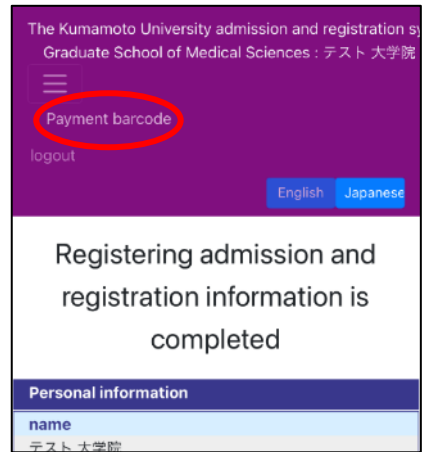 The Kumamoto University admission and registration sy
Graduate School of Medical Sciences : テスト 大学院
Payment barcode
logout
English Japanese
Registering admission and
registration information is
completed
Personal information
name
テスト 大学院